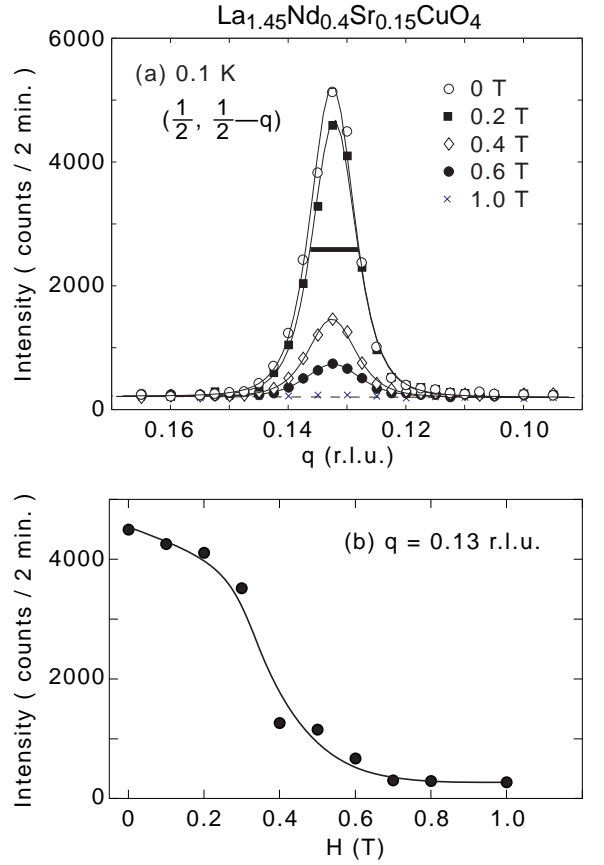 La1.45Nd0.4Sr0.15CuO4
6000
(a) 0.1 K
(1/2, 1/2—q)
0 T
0.2 T
0.4 T
0.6 T
1.0 T
4000
2000
0
Intensity ( counts / 2 min. )
0.16 0.14 0.12 0.10
q (r.l.u.)
(b) q = 0.13 r.l.u.
4000
2000
0
Intensity ( counts / 2 min. )
0 0.2 0.4 0.6 0.8 1.0
H (T)